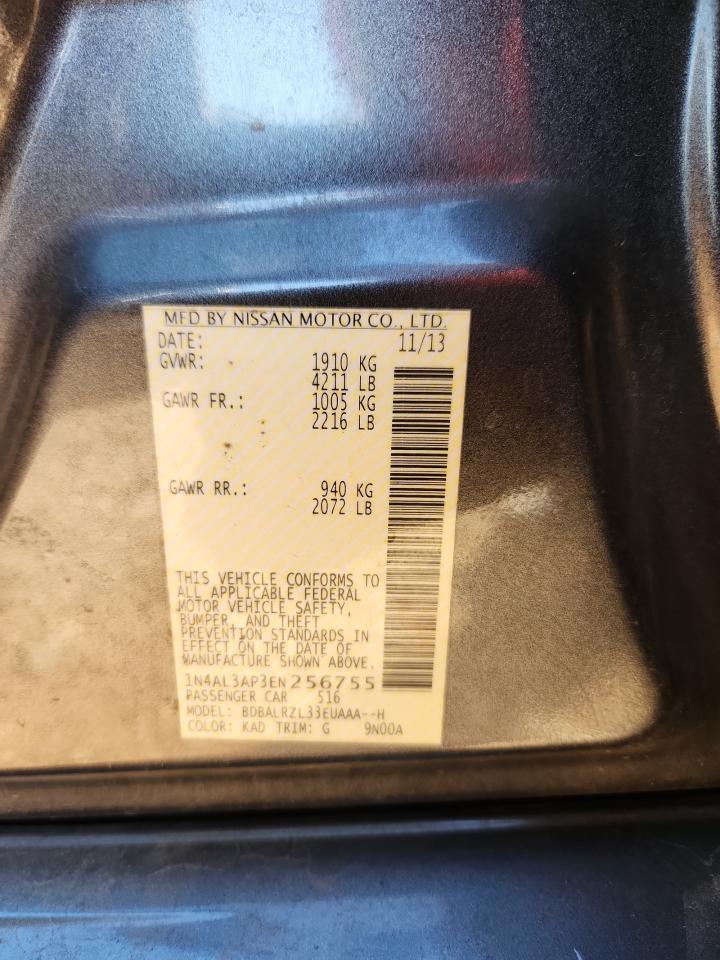 MFD BY NISSAN MOTOR CO., LTD.
DATE: 11/13
GVWR: 1910 KG
4211 LB
GAWR FR.: 1005 KG
2216 LB
GAWR RR.: 940 KG
2072 LB
THIS VEHICLE CONFORMS TO
ALL APPLICABLE FEDERAL
MOTOR VEHICLE SAFETY,
BUMPER, AND THEFT
PREVENTION STANDARDS IN
EFFECT ON THE DATE OF
MANUFACTURE SHOWN ABOVE.
1N4AL3AP3EN256755
PASSENGER CAR 516
MODEL: BDBALRZL33EUAAA--H
COLOR: KAD TRIM: G 9N00A